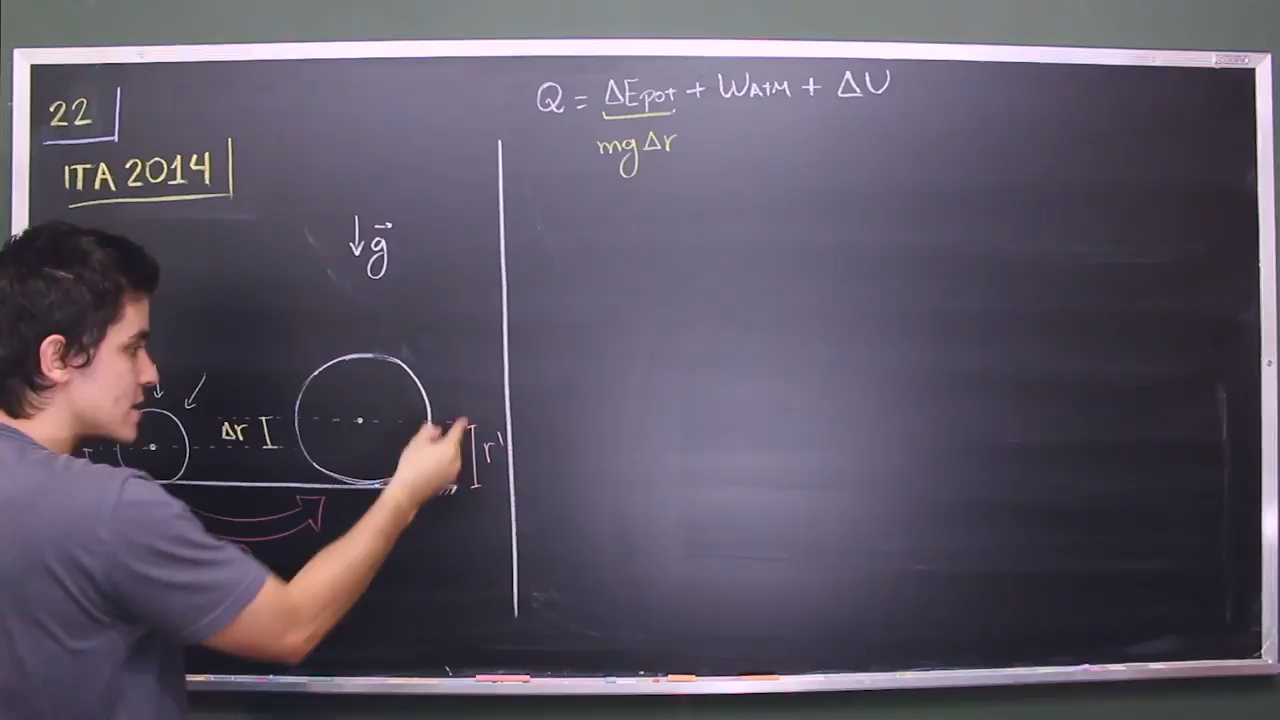 22
ITA 2014
Q = ΔEpot + WAtM + ΔU
mgΔr
g⃗
Δr
r'